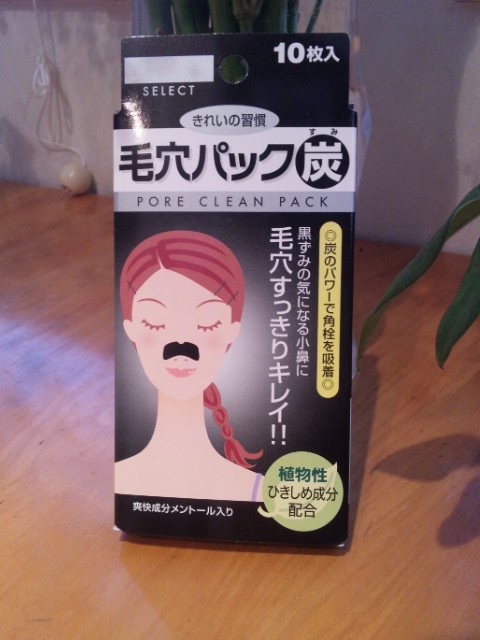 10枚入
SELECT
きれいの習慣
すみ
毛穴パック炭
PORE CLEAN PACK
◎炭のパワーで角栓を吸着◎
黒ずみの気になる小鼻に
毛穴すっきりキレイ!!
植物性
ひきしめ成分
配合
爽快成分メントール入り